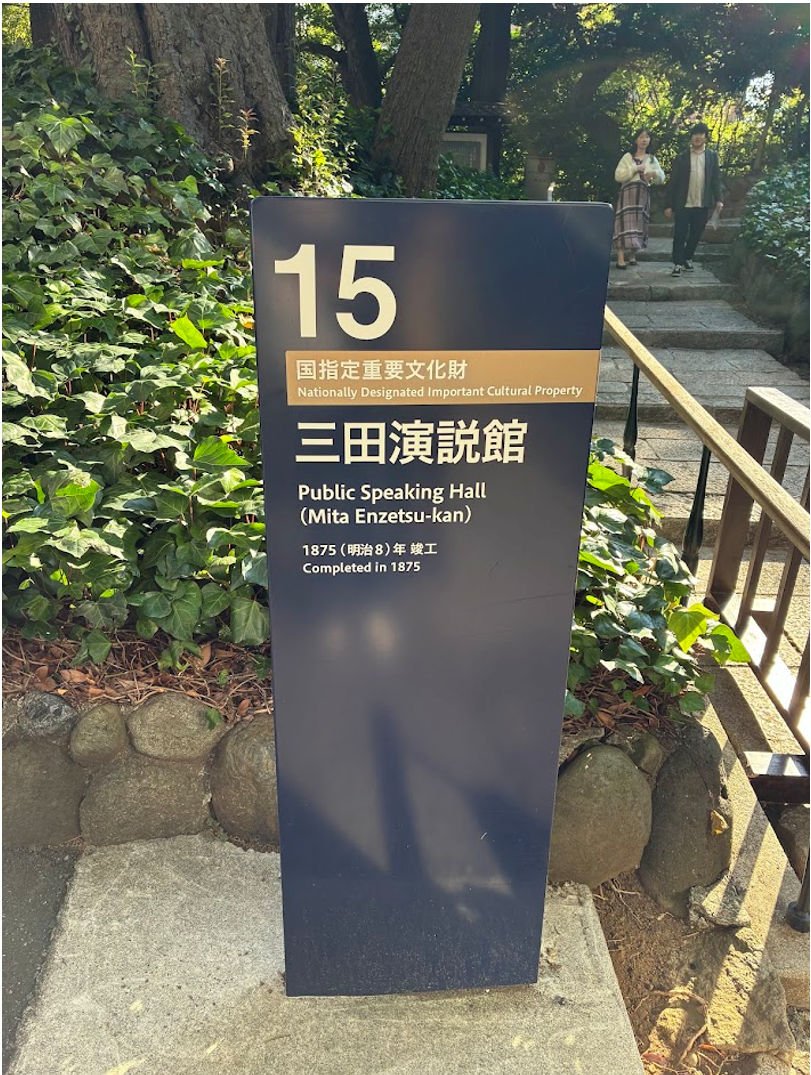 15
国指定重要文化財
Nationally Designated Important Cultural Property
三田演説館
Public Speaking Hall
(Mita Enzetsu-kan)
1875(明治8)年 竣工
Completed in 1875